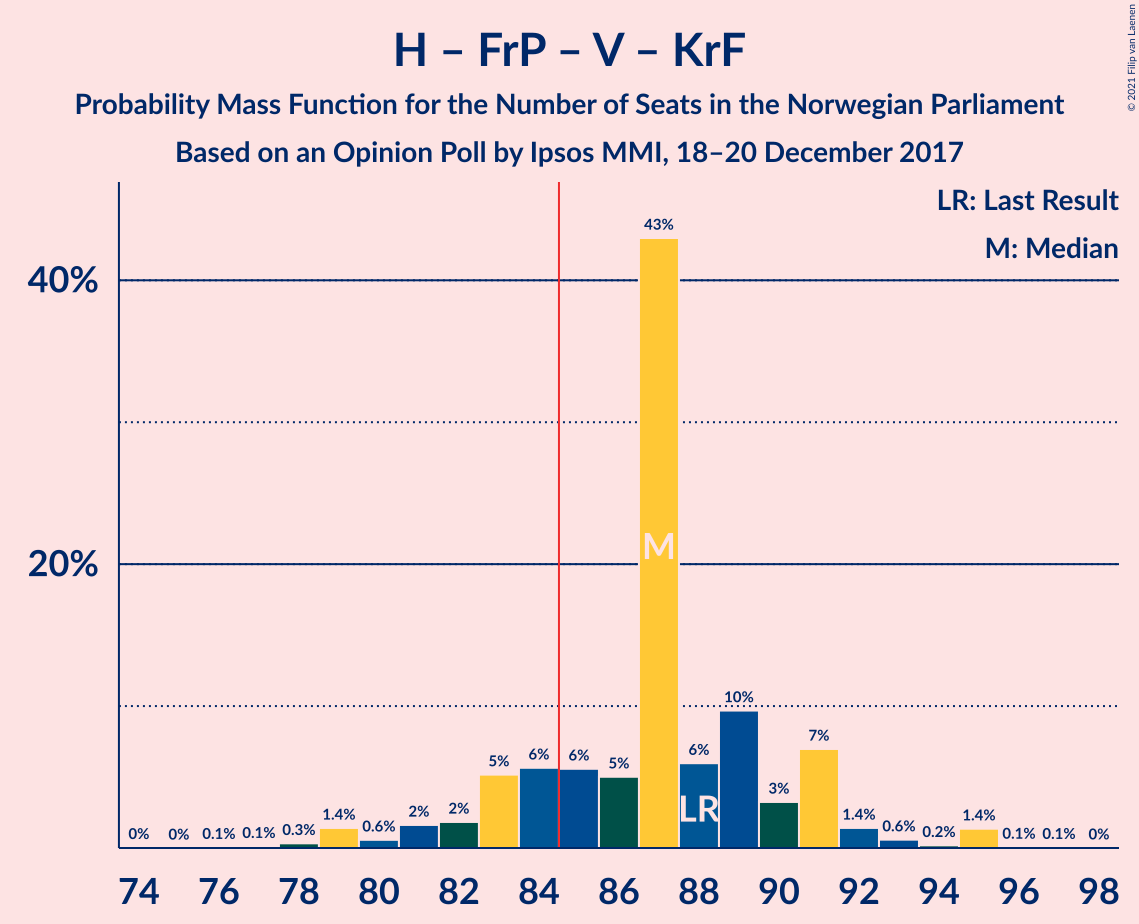 H – FrP – V – KrF
Probability Mass Function for the Number of Seats in the Norwegian Parliament
Based on an Opinion Poll by Ipsos MMI, 18–20 December 2017
© 2021 Filip van Laenen
LR: Last Result
M: Median
40%
20%
0% 0% 0.1% 0.1% 0.3% 1.4% 0.6% 2% 2% 5% 6% 6% 5% 43% 6% 10% 3% 7% 1.4% 0.6% 0.2% 1.4% 0.1% 0.1% 0%
M
LR
74 76 78 80 82 84 86 88 90 92 94 96 98